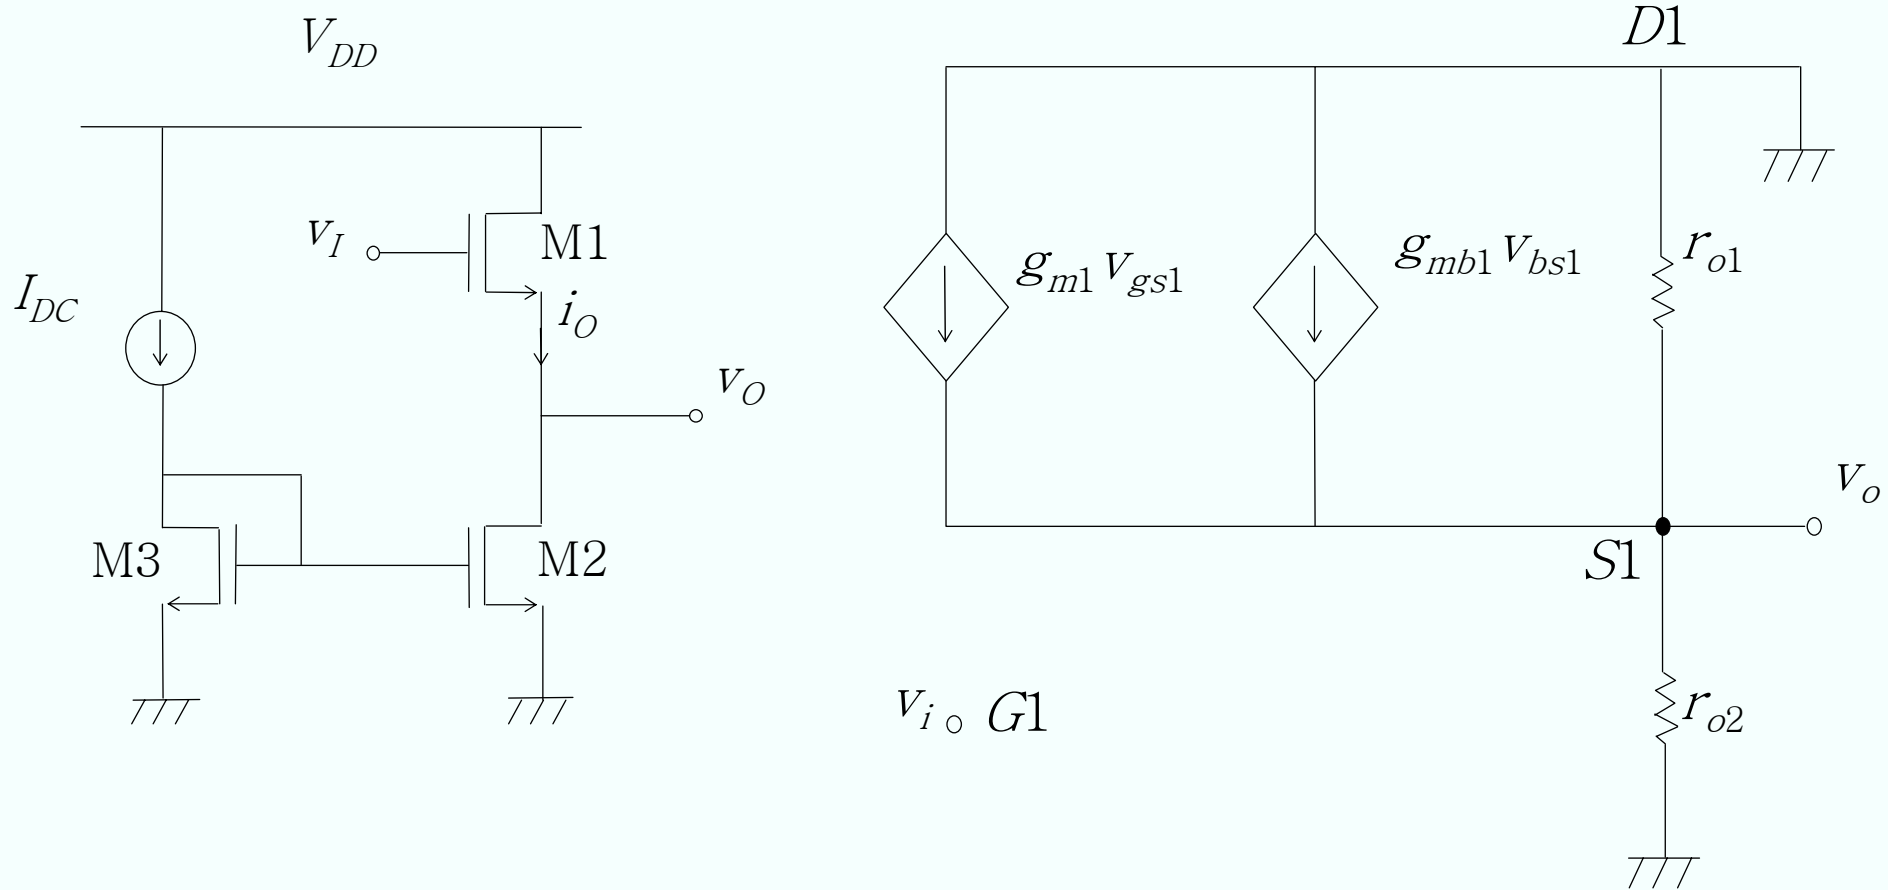 V_DD
v_I
M1
I_DC
i_O
v_O
M3
M2
D1
g_m1 v_gs1
g_mb1 v_bs1
r_o1
v_o
S1
v_i G1
r_o2